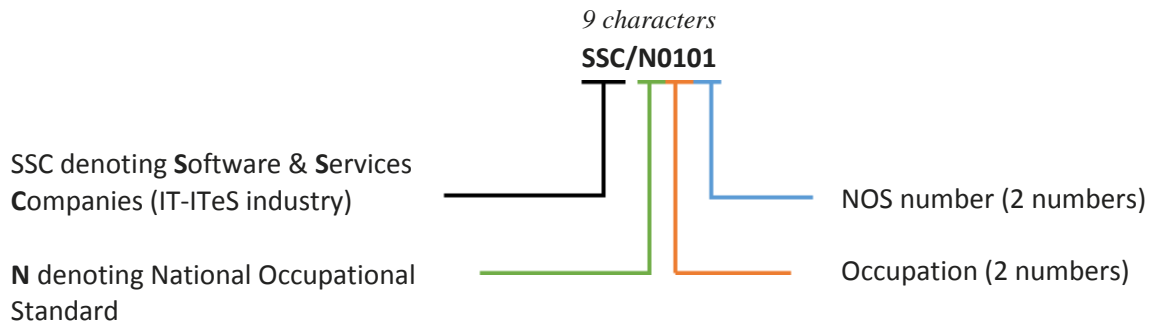 9 characters
SSC/N0101
SSC denoting Software & Services
Companies (IT-ITeS industry)
NOS number (2 numbers)
N denoting National Occupational
Standard
Occupation (2 numbers)